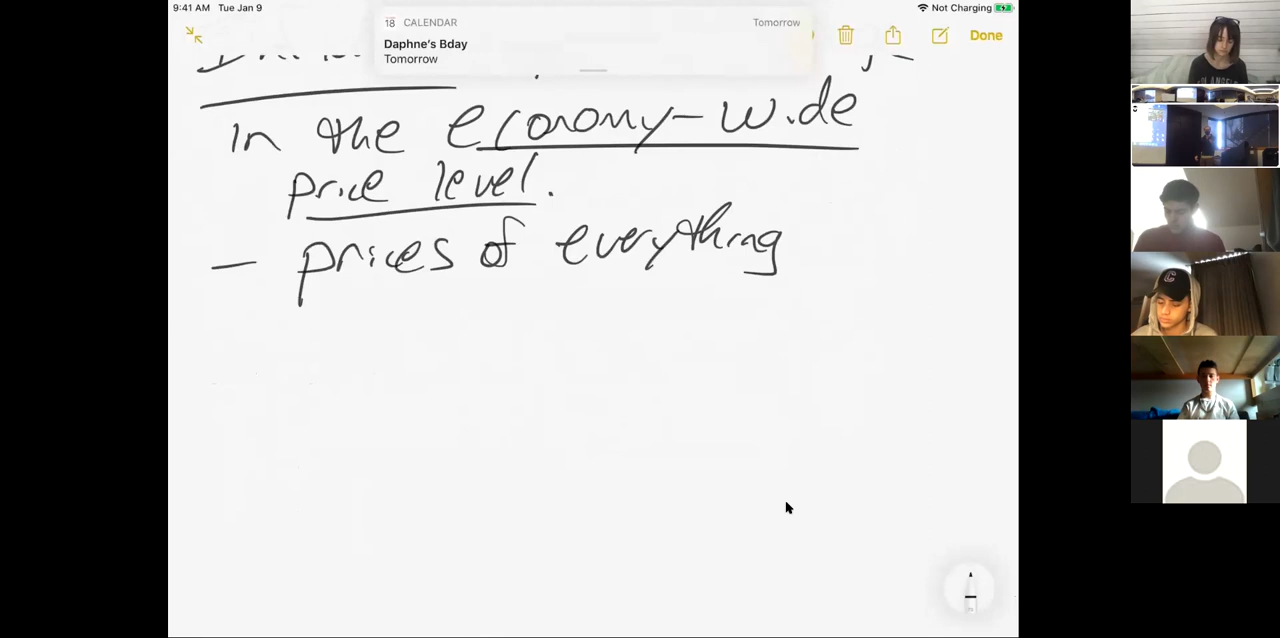 9:41 AM Tue Jan 9
Not Charging
18 CALENDAR
Tomorrow
Daphne's Bday
Tomorrow
Done
In the economy-wide
price level.
— prices of everything
C